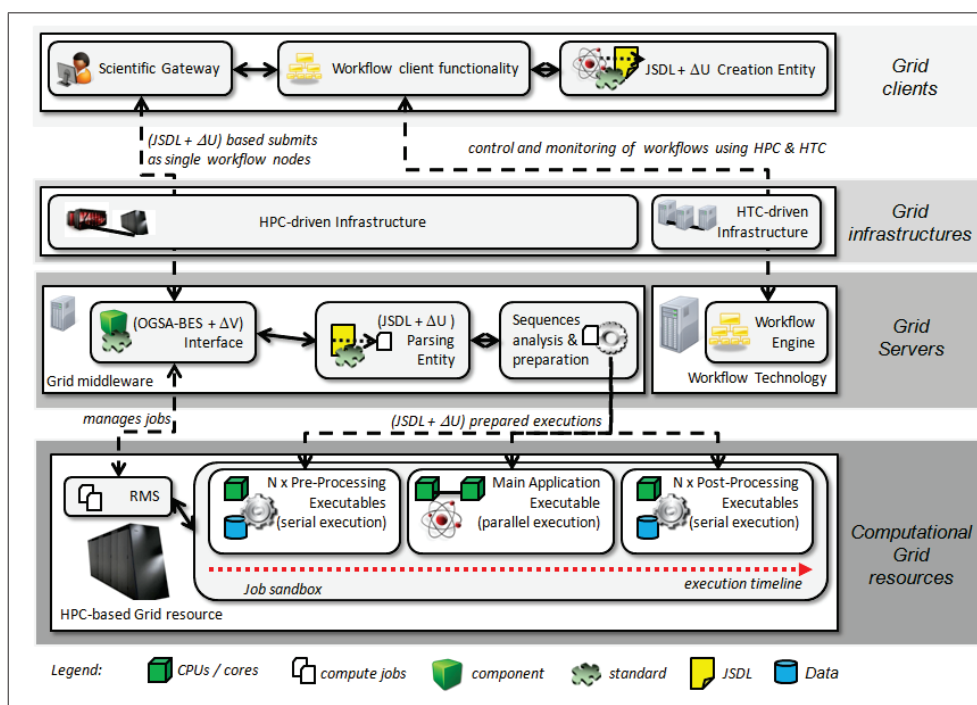 Scientific Gateway
Workflow client functionality
JSDL + ΔU Creation Entity
Grid
clients
(JSDL + ΔU) based submits
as single workflow nodes
control and monitoring of workflows using HPC & HTC
HPC-driven Infrastructure
HTC-driven
Infrastructure
Grid
infrastructures
(OGSA-BES + ΔV)
Interface
(JSDL + ΔU )
Parsing
Entity
Sequences
analysis &
preparation
Workflow
Engine
Grid
Servers
Grid middleware
Workflow Technology
manages jobs
(JSDL + ΔU) prepared executions
RMS
N x Pre-Processing
Executables
(serial execution)
Main Application
Executable
(parallel execution)
N x Post-Processing
Executables
(serial execution)
Job sandbox
execution timeline
HPC-based Grid resource
Computational
Grid
resources
Legend:
CPUs / cores
compute jobs
component
standard
JSDL
Data